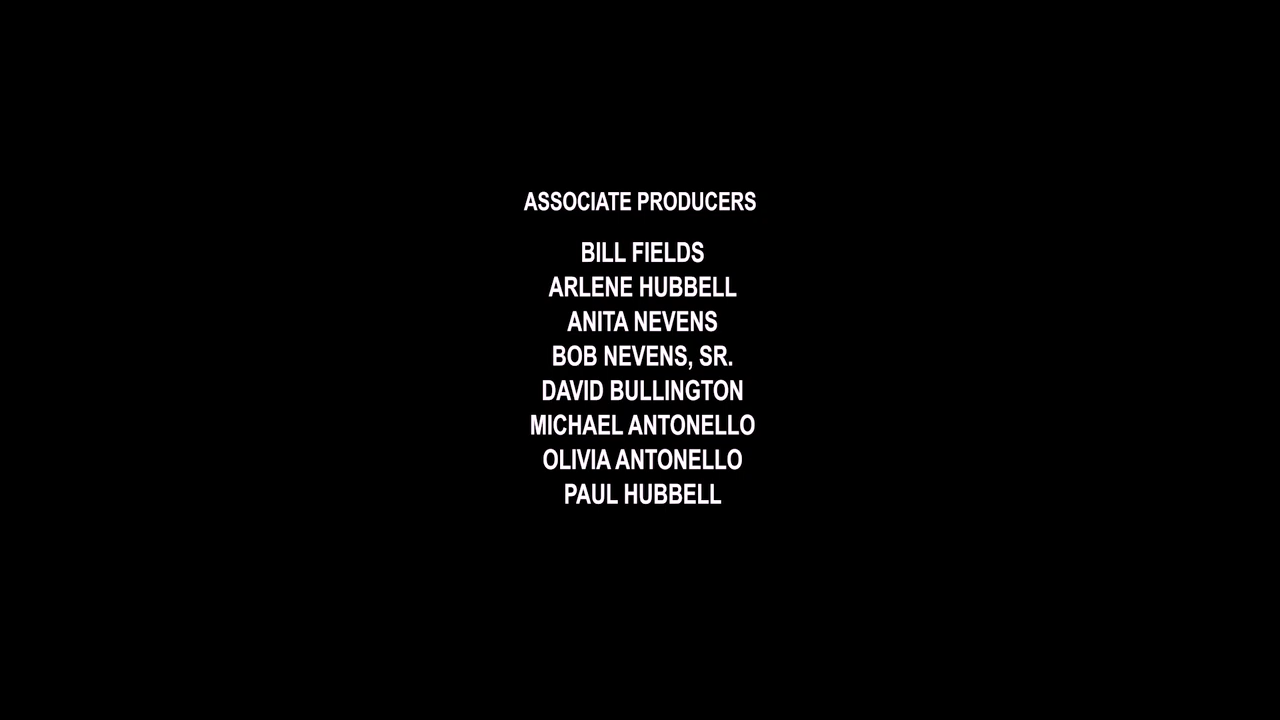 ASSOCIATE PRODUCERS
BILL FIELDS
ARLENE HUBBELL
ANITA NEVENS
BOB NEVENS, SR.
DAVID BULLINGTON
MICHAEL ANTONELLO
OLIVIA ANTONELLO
PAUL HUBBELL